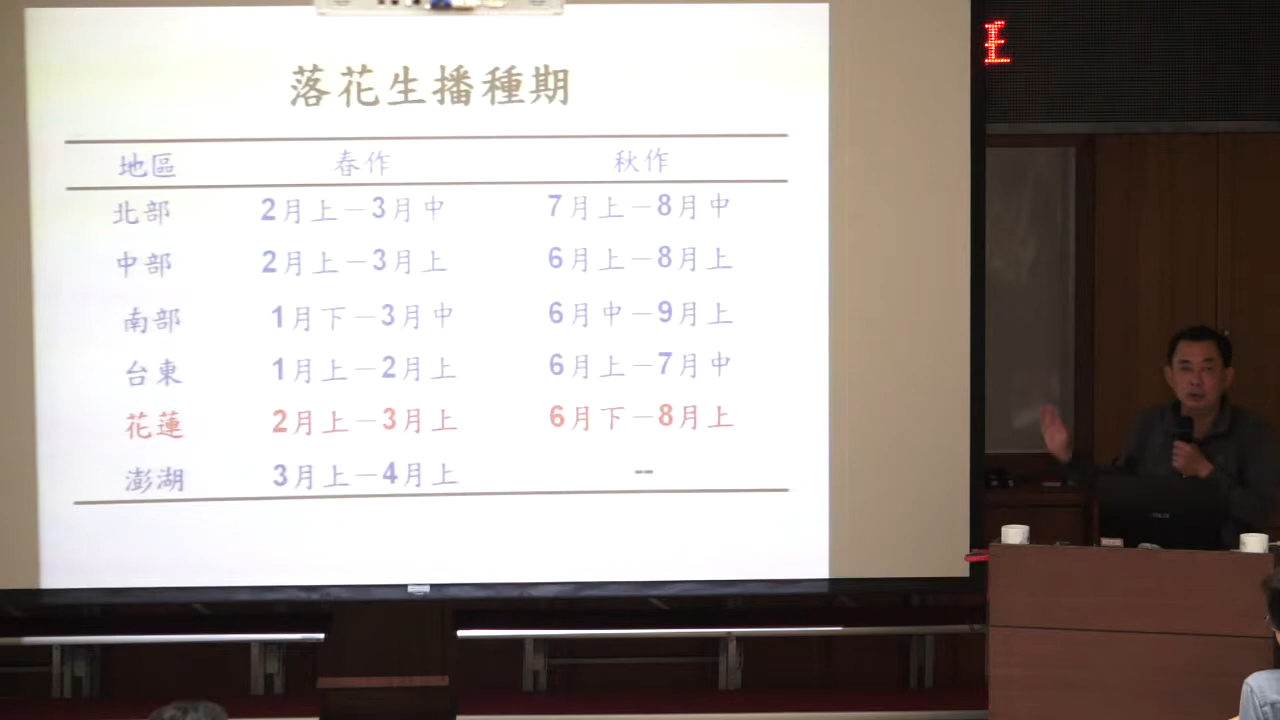 落花生播種期
地區 春作 秋作
北部 2月上－3月中 7月上－8月中
中部 2月上－3月上 6月上－8月上
南部 1月下－3月中 6月中－9月上
台東 1月上－2月上 6月上－7月中
花蓮 2月上－3月上 6月下－8月上
澎湖 3月上－4月上 --